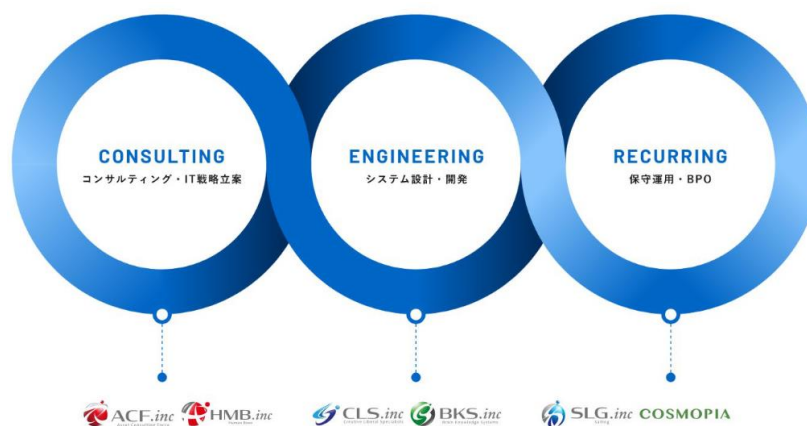 CONSULTING
コンサルティング・IT戦略立案
ENGINEERING
システム設計・開発
RECURRING
保守運用・BPO
ACF.inc
HMB.inc
CLS.inc
BKS.inc
SLG.inc
COSMOPIA